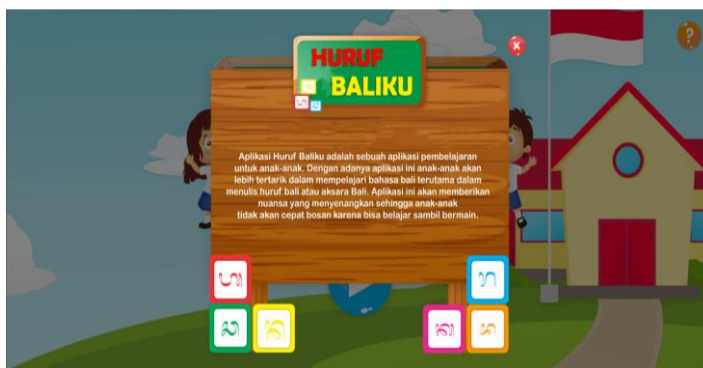 HURUF
BALIKU
Aplikasi Huruf Baliku adalah sebuah aplikasi pembelajaran
untuk anak-anak. Dengan adanya aplikasi ini anak-anak akan
lebih tertarik dalam mempelajari bahasa bali terutama dalam
menulis huruf bali atau aksara Bali. Aplikasi ini akan memberikan
nuansa yang menyenangkan sehingga anak-anak
tidak akan cepat bosan karena bisa belajar sambil bermain.